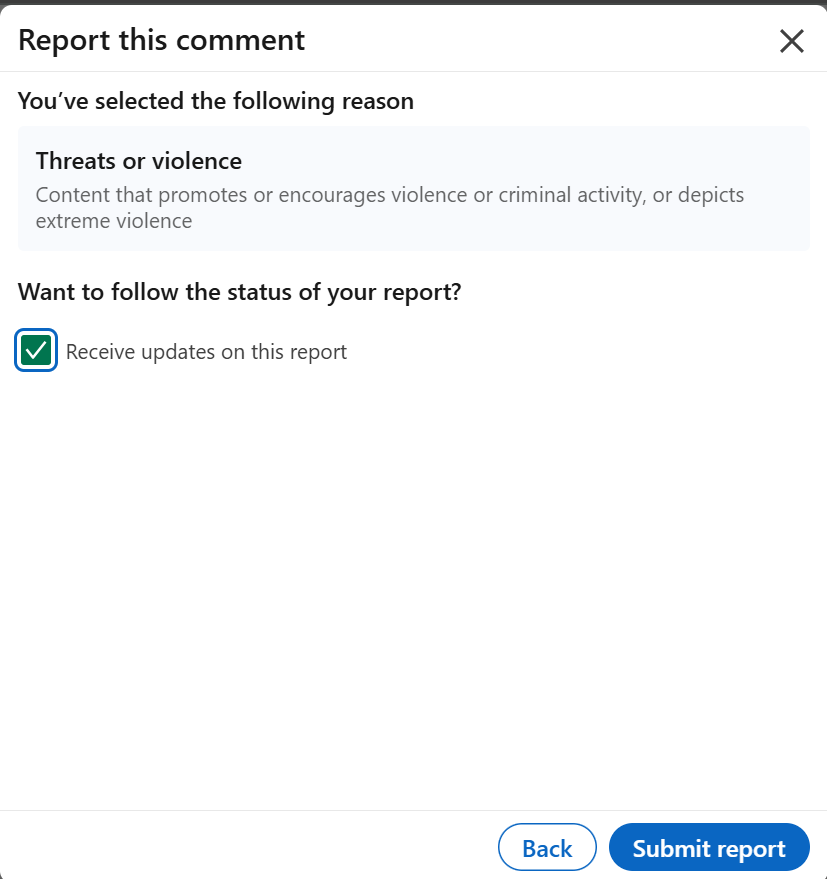 Report this comment
You’ve selected the following reason
Threats or violence
Content that promotes or encourages violence or criminal activity, or depicts
extreme violence
Want to follow the status of your report?
Receive updates on this report
Back
Submit report